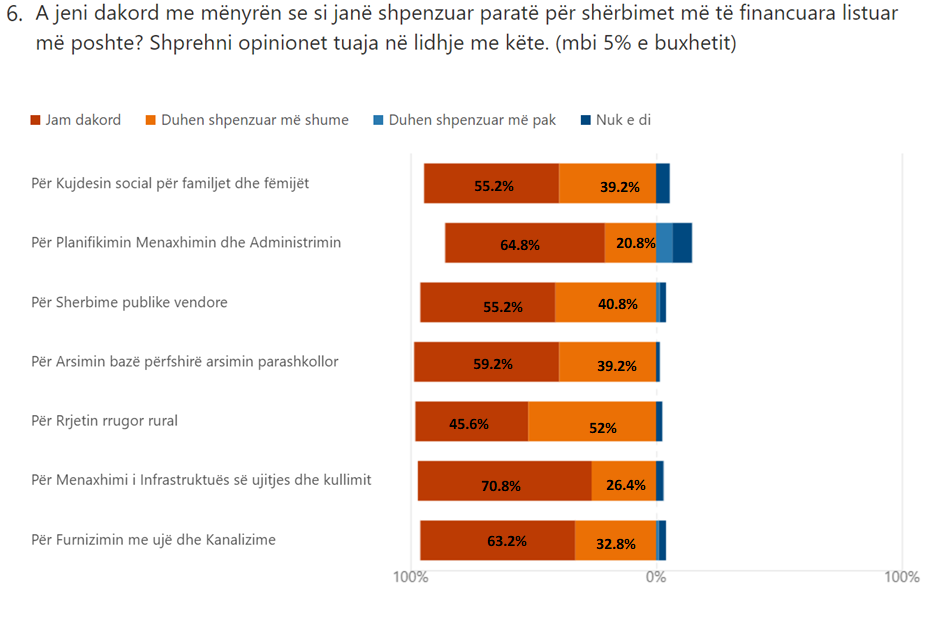 6. A jeni dakord me mënyrën se si janë shpenzuar paratë për shërbimet më të financuara listuar
më poshte? Shprehni opinionet tuaja në lidhje me këte. (mbi 5% e buxhetit)
Jam dakord Duhen shpenzuar më shume Duhen shpenzuar më pak Nuk e di
Për Kujdesin social për familjet dhe fëmijët 55.2% 39.2%
Për Planifikimin Menaxhimin dhe Administrimin 64.8% 20.8%
Për Sherbime publike vendore 55.2% 40.8%
Për Arsimin bazë përfshirë arsimin parashkollor 59.2% 39.2%
Për Rrjetin rrugor rural 45.6% 52%
Për Menaxhimi i Infrastruktuës së ujitjes dhe kullimit 70.8% 26.4%
Për Furnizimin me ujë dhe Kanalizime 63.2% 32.8%
100% 0% 100%